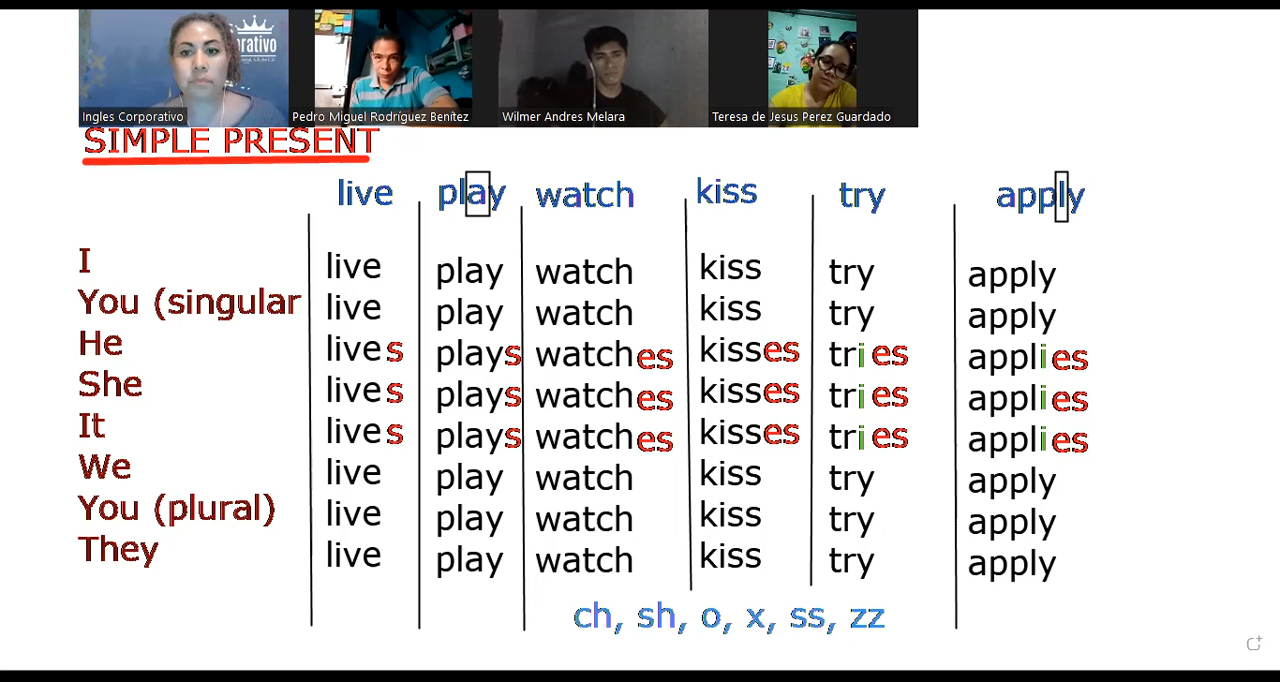 orativo
Ingles Corporativo
Pedro Miguel Rodríguez Benítez
Wilmer Andres Melara
Teresa de Jesus Perez Guardado
SIMPLE PRESENT
live play watch kiss try apply
I live play watch kiss try apply
You (singular live play watch kiss try apply
He lives plays watches kisses tries applies
She lives plays watches kisses tries applies
It lives plays watches kisses tries applies
We live play watch kiss try apply
You (plural) live play watch kiss try apply
They live play watch kiss try apply
ch, sh, o, x, ss, zz